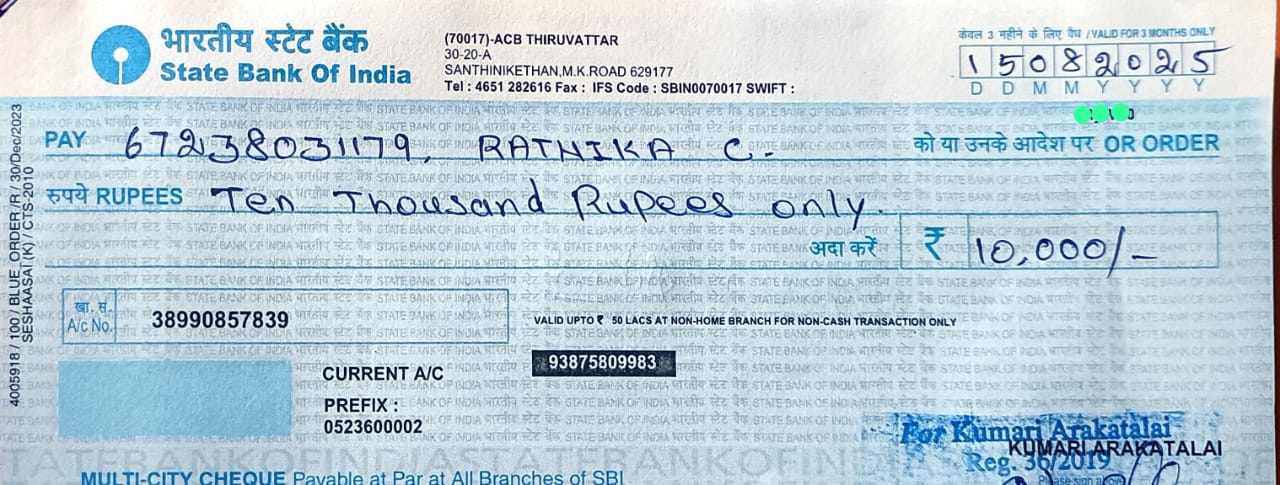 भारतीय स्टेट बैंक
State Bank Of India
(70017)-ACB THIRUVATTAR
30-20-A
SANTHINIKETHAN,M.K.ROAD 629177
Tel : 4651 282616 Fax : IFS Code : SBIN0070017 SWIFT :
केवल 3 महीने के लिए वैध /VALID FOR 3 MONTHS ONLY
15082025
D D M M Y Y Y Y
PAY 67238031179, RATHIKA C. को या उनके आदेश पर OR ORDER
रुपये RUPEES Ten Thousand Rupees only.
अदा करें ₹ 10,000/-
खा. सं. A/c No. 38990857839
VALID UPTO ₹ 50 LACS AT NON-HOME BRANCH FOR NON-CASH TRANSACTION ONLY
93875809983
CURRENT A/C
PREFIX :
0523600002
For Kumari Arakatalai
KUMARI ARAKATALAI
Reg. 36/2019
Please sign above
MULTI-CITY CHEQUE Payable at Par at All Branches of SBI
4005918 / 100 / BLUE_ORDER / R / 30/Dec/2023
SESHAASAI (K) / CTS-2010